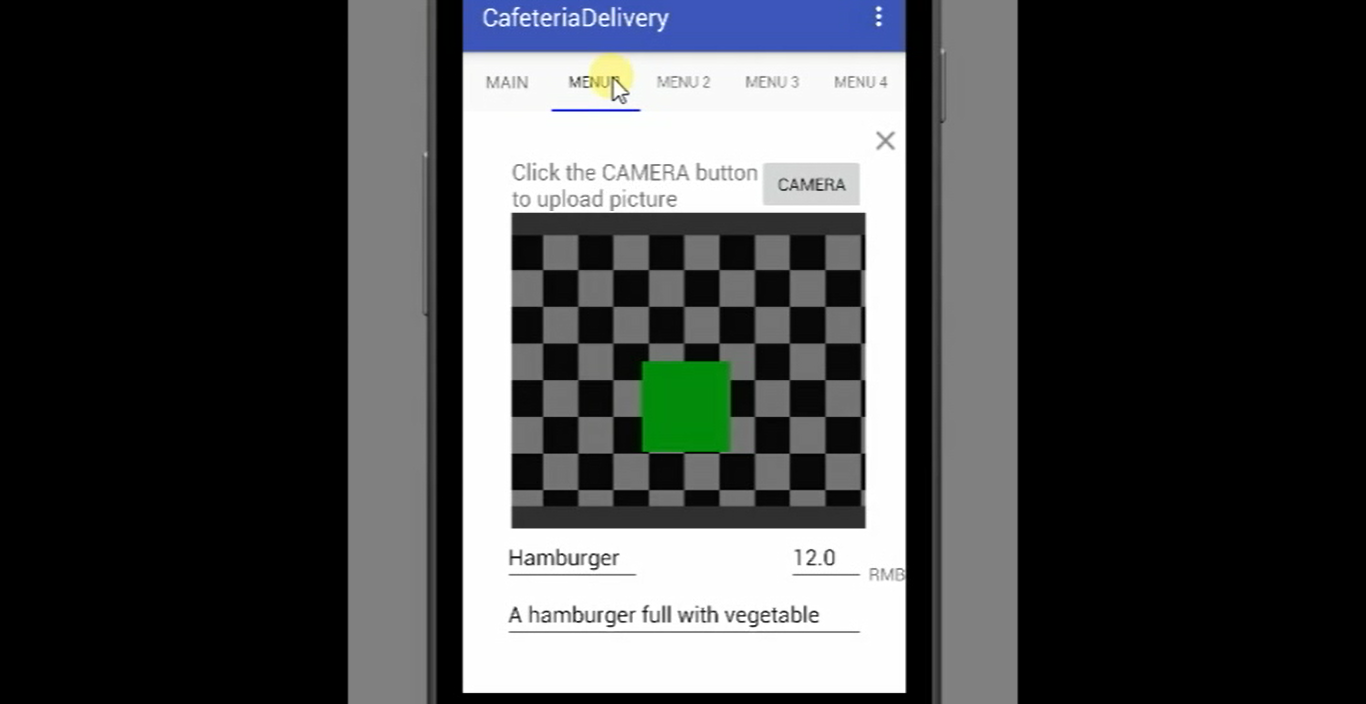 CafeteriaDelivery
MAIN MENU MENU 2 MENU 3 MENU 4
Click the CAMERA button
to upload picture
CAMERA
Hamburger 12.0 RMB
A hamburger full with vegetable